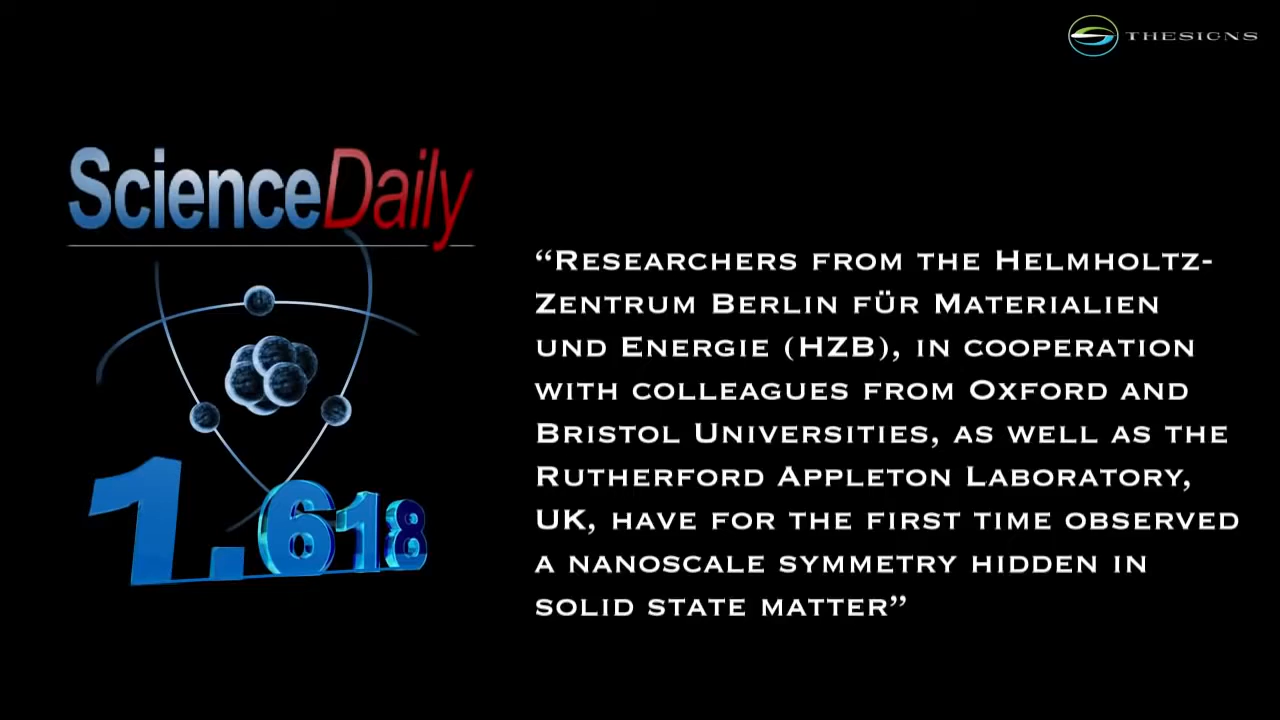 THESIGNS
ScienceDaily
1.618
“RESEARCHERS FROM THE HELMHOLTZ-
ZENTRUM BERLIN FÜR MATERIALIEN
UND ENERGIE (HZB), IN COOPERATION
WITH COLLEAGUES FROM OXFORD AND
BRISTOL UNIVERSITIES, AS WELL AS THE
RUTHERFORD APPLETON LABORATORY,
UK, HAVE FOR THE FIRST TIME OBSERVED
A NANOSCALE SYMMETRY HIDDEN IN
SOLID STATE MATTER”